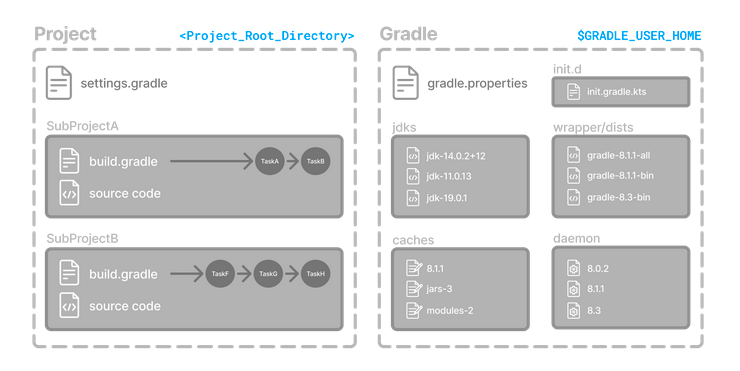 Project
<Project_Root_Directory>
settings.gradle
SubProjectA
build.gradle
TaskA
TaskB
source code
SubProjectB
build.gradle
TaskF
TaskG
TaskH
source code
Gradle
$GRADLE_USER_HOME
gradle.properties
init.d
init.gradle.kts
jdks
jdk-14.0.2+12
jdk-11.0.13
jdk-19.0.1
wrapper/dists
gradle-8.1.1-all
gradle-8.1.1-bin
gradle-8.3-bin
caches
8.1.1
jars-3
modules-2
daemon
8.0.2
8.1.1
8.3